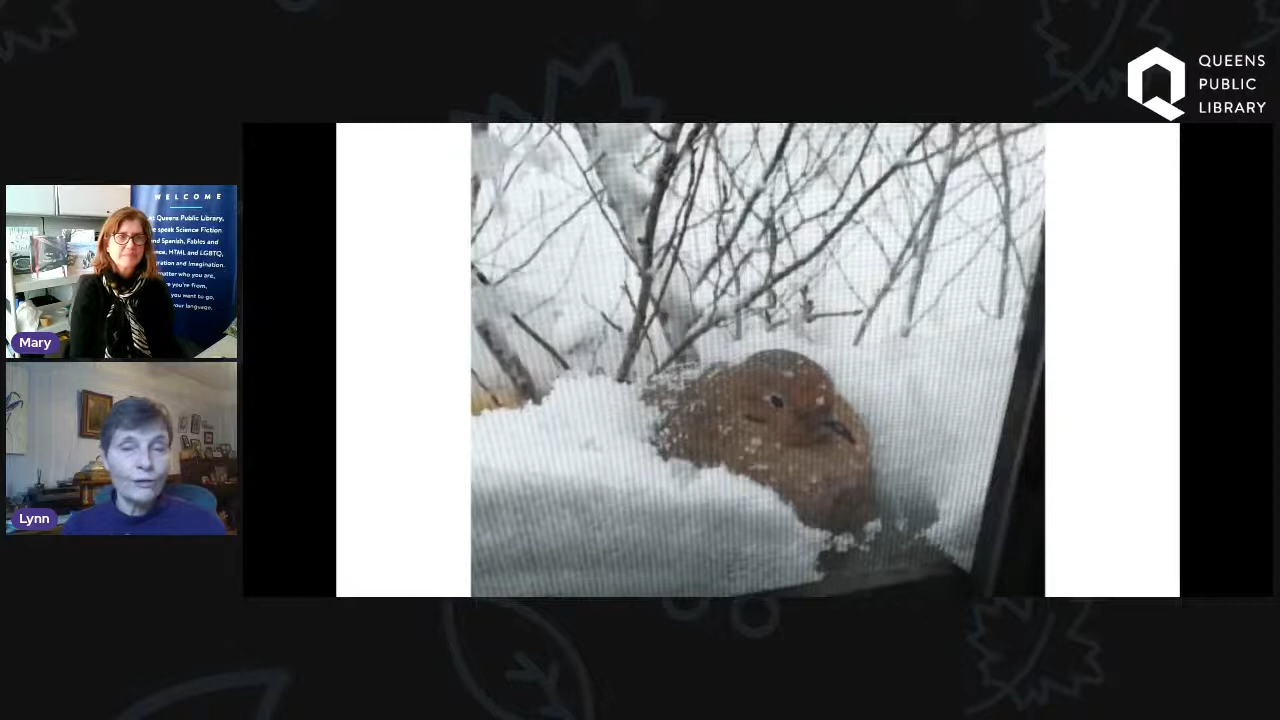 QUEENS
PUBLIC
LIBRARY
WELCOME
At Queens Public Library,
speak Science Fiction
and Spanish, Fables and
HTML and LGBTQ,
and Imagination.
matter who you are,
you're from,
you want to go,
your language,
Mary
Lynn